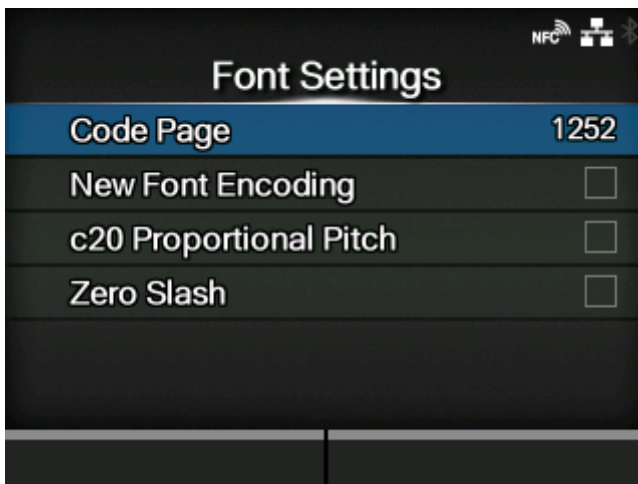 NFC
Font Settings
Code Page 1252
New Font Encoding
c20 Proportional Pitch
Zero Slash